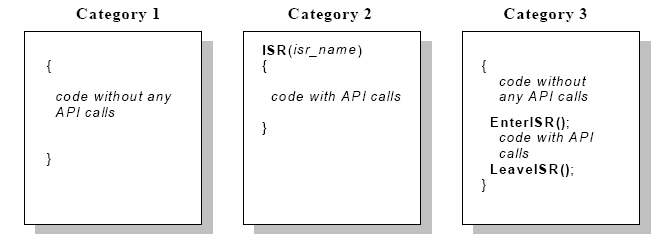 Category 1
{
code without any
API calls
}
Category 2
ISR(isr_name)
{
code with API calls
}
Category 3
{
code without
any API calls
EnterISR();
code with API
calls
LeaveISR();
}